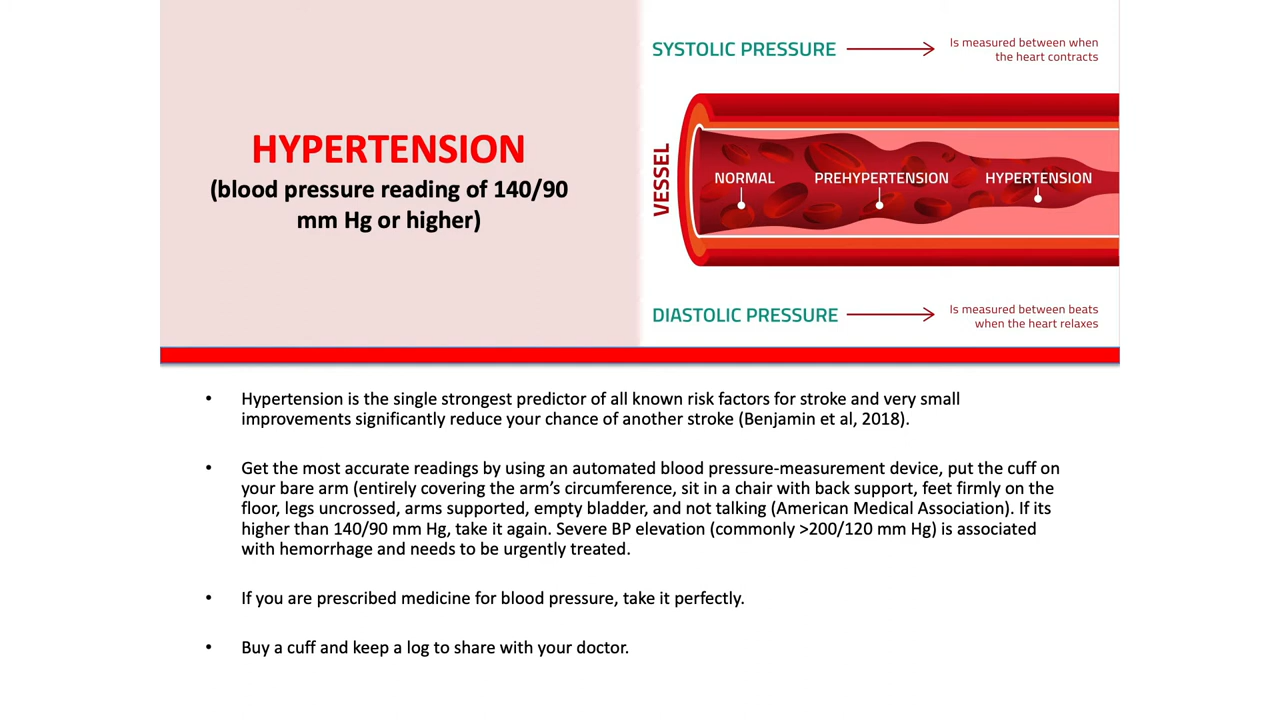 HYPERTENSION
(blood pressure reading of 140/90
mm Hg or higher)
SYSTOLIC PRESSURE
Is measured between when
the heart contracts
VESSEL
NORMAL
PREHYPERTENSION
HYPERTENSION
DIASTOLIC PRESSURE
Is measured between beats
when the heart relaxes
• Hypertension is the single strongest predictor of all known risk factors for stroke and very small
improvements significantly reduce your chance of another stroke (Benjamin et al, 2018).
• Get the most accurate readings by using an automated blood pressure-measurement device, put the cuff on
your bare arm (entirely covering the arm’s circumference, sit in a chair with back support, feet firmly on the
floor, legs uncrossed, arms supported, empty bladder, and not talking (American Medical Association). If its
higher than 140/90 mm Hg, take it again. Severe BP elevation (commonly >200/120 mm Hg) is associated
with hemorrhage and needs to be urgently treated.
• If you are prescribed medicine for blood pressure, take it perfectly.
• Buy a cuff and keep a log to share with your doctor.